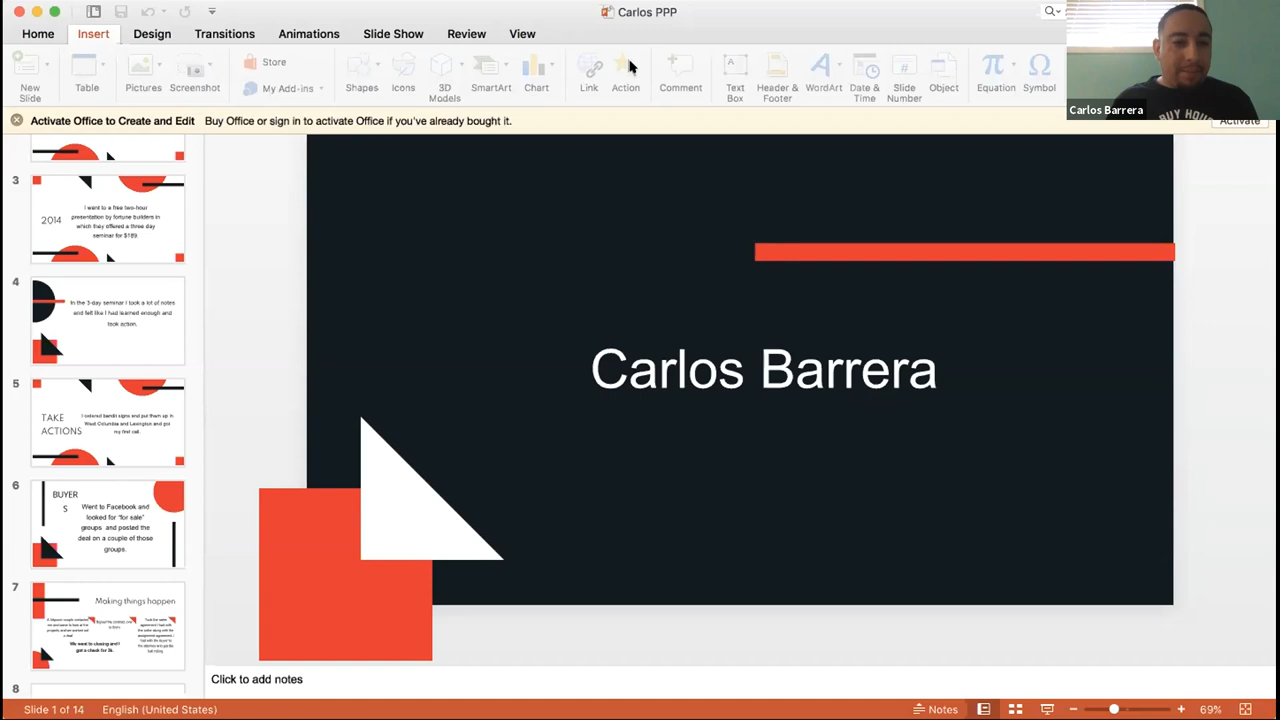 Carlos PPP
Home Insert Design Transitions Animations Slide Show Review View
New Slide
Table
Pictures
Screenshot
Store
My Add-ins
Shapes
Icons
3D Models
SmartArt
Chart
Link
Action
Comment
Text Box
Header & Footer
WordArt
Date & Time
Slide Number
Object
Equation
Symbol
Carlos Barrera
BUY HOU
Activate Office to Create and Edit Buy Office or sign in to activate Office if you've already bought it.
Activate
3
2014
I went to a free two-hour
presentation by fortune builders in
which they offered a three day
seminar for $189
4
In the 3-day seminar I took a lot of notes
and felt like I had learned enough and
took action.
5
TAKE
ACTIONS
I ordered bandit signs and put them up in
West Columbia and Lexington and got
my first call.
6
BUYER
S
Went to Facebook and
looked for "for sale"
groups and posted the
deal on a couple of those
groups.
7
Making things happen
We went to closing and I
got a check for 5k.
8
Carlos Barrera
Click to add notes
Slide 1 of 14 English (United States) Notes 69%